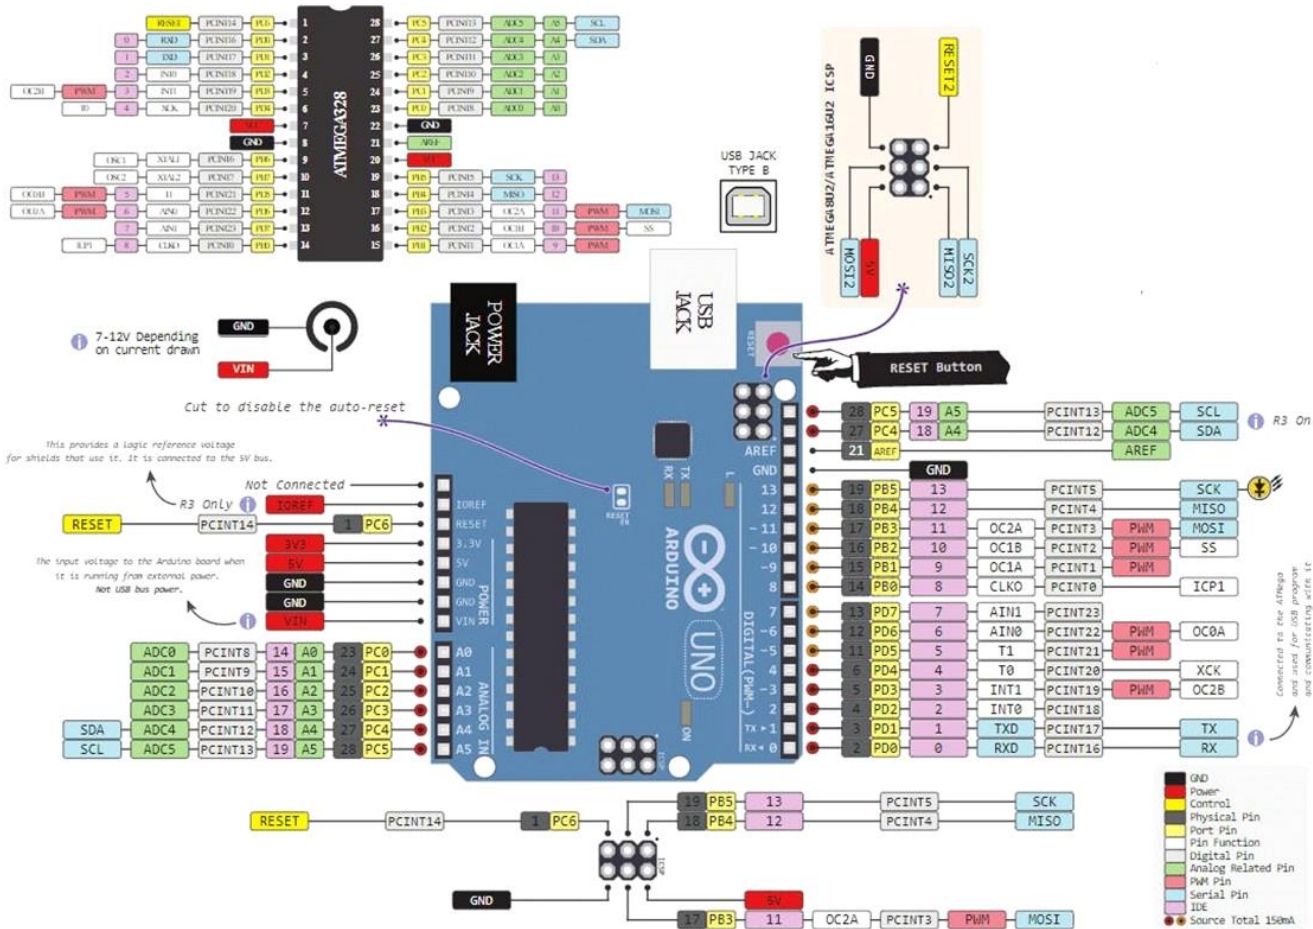 RESET PCINT14 PC6 1 28 PC5 PCINT13 ADC5 A5 SCL
0 RXD PCINT16 PD0 2 27 PC4 PCINT12 ADC4 A4 SDA
1 TXD PCINT17 PD1 3 26 PC3 PCINT11 ADC3 A3
2 INT0 PCINT18 PD2 4 25 PC2 PCINT10 ADC2 A2
OC2B PWM 3 INT1 PCINT19 PD3 5 24 PC1 PCINT9 ADC1 A1
T0 4 XCK PCINT20 PD4 6 23 PC0 PCINT8 ADC0 A0
7 22 GND
GND 8 21 AREF
OSC1 XTAL1 PCINT6 PB6 9 20
OSC2 XTAL2 PCINT7 PB7 10 19 PB5 PCINT5 SCK 13
PWM 5 T1 PCINT21 PD5 11 18 PB4 PCINT4 MISO 12
PWM 6 AIN0 PCINT22 PD6 12 17 PB3 PCINT3 OC2A 11 PWM MOSI
7 AIN1 PCINT23 PD7 13 16 PB2 PCINT2 OC1B 10 PWM SS
ICP1 8 CLKO PCINT0 PB0 14 15 PB1 PCINT1 OC1A 9 PWM
ATMEGA328
USB JACK
TYPE B
ATMEGA8U2/ATMEGA16U2 ICSP
GND
RESET2
MOSI2
5V
MISO2
SCK2
GND
7-12V Depending
on current drawn
VIN
POWER
JACK
USB
JACK
RESET
RESET Button
Cut to disable the auto-reset
This provides a logic reference voltage
for shields that use it. It is connected to the 5V bus.
Not Connected
R3 Only IOREF
RESET PCINT14 1 PC6
3V3
5V
GND
GND
VIN
The input voltage to the Arduino board when
it is running from external power.
Not USB bus power.
ADC0 PCINT8 14 A0 23 PC0
ADC1 PCINT9 15 A1 24 PC1
ADC2 PCINT10 16 A2 25 PC2
ADC3 PCINT11 17 A3 26 PC3
SDA ADC4 PCINT12 18 A4 27 PC4
SCL ADC5 PCINT13 19 A5 28 PC5
IOREF
RESET
3.3V
5V
GND
GND
VIN
POWER
A0
A1
A2
A3
A4
A5
ANALOG IN
RESET EN
RX
TX
L
ARDUINO
UNO
ON
ICSP
AREF
GND
13
12
~11
~10
~9
8
7
~6
~5
4
~3
2
TX ▸ 1
RX ◂ 0
DIGITAL (PWM~)
28 PC5 19 A5 PCINT13 ADC5 SCL
R3 On
27 PC4 18 A4 PCINT12 ADC4 SDA
21 AREF AREF
GND
19 PB5 13 PCINT5 SCK
18 PB4 12 PCINT4 MISO
17 PB3 11 OC2A PCINT3 PWM MOSI
16 PB2 10 OC1B PCINT2 PWM SS
15 PB1 9 OC1A PCINT1 PWM
14 PB0 8 CLKO PCINT0 ICP1
13 PD7 7 AIN1 PCINT23
12 PD6 6 AIN0 PCINT22 PWM OC0A
11 PD5 5 T1 PCINT21 PWM
6 PD4 4 T0 PCINT20 XCK
5 PD3 3 INT1 PCINT19 PWM OC2B
4 PD2 2 INT0 PCINT18
3 PD1 1 TXD PCINT17 TX
2 PD0 0 RXD PCINT16 RX
Connected to the ATMega
and used for USB program
and communicating with it
RESET PCINT14 1 PC6
19 PB5 13 PCINT5 SCK
18 PB4 12 PCINT4 MISO
ICSP
GND
5V
17 PB3 11 OC2A PCINT3 PWM MOSI
GND
Power
Control
Physical Pin
Port Pin
Pin Function
Digital Pin
Analog Related Pin
PWM Pin
Serial Pin
IDE
Source Total 150mA